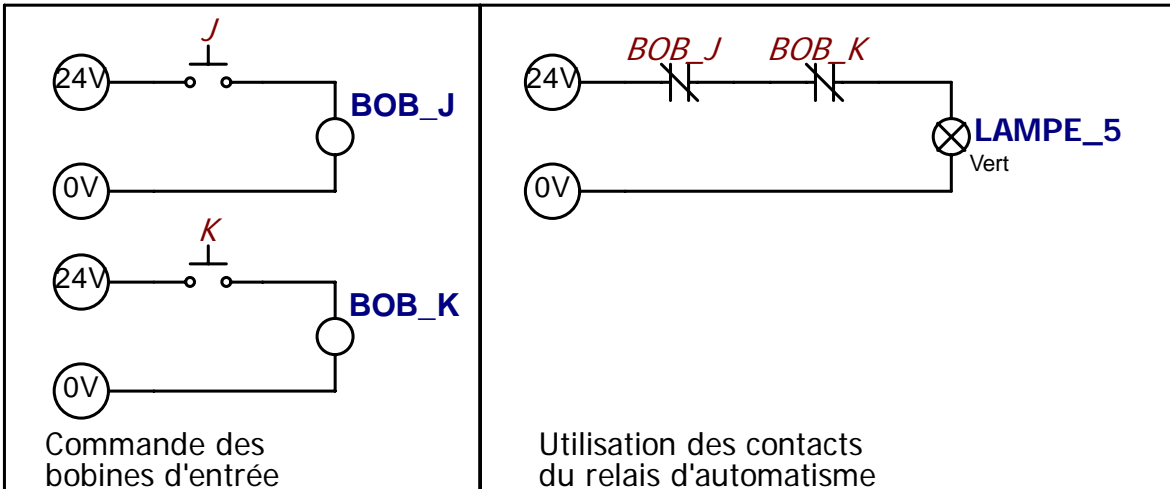 J
24V
BOB_J
0V
K
24V
BOB_K
0V
Commande des
bobines d'entrée
BOB_J BOB_K
24V
LAMPE_5
Vert
0V
Utilisation des contacts
du relais d'automatisme